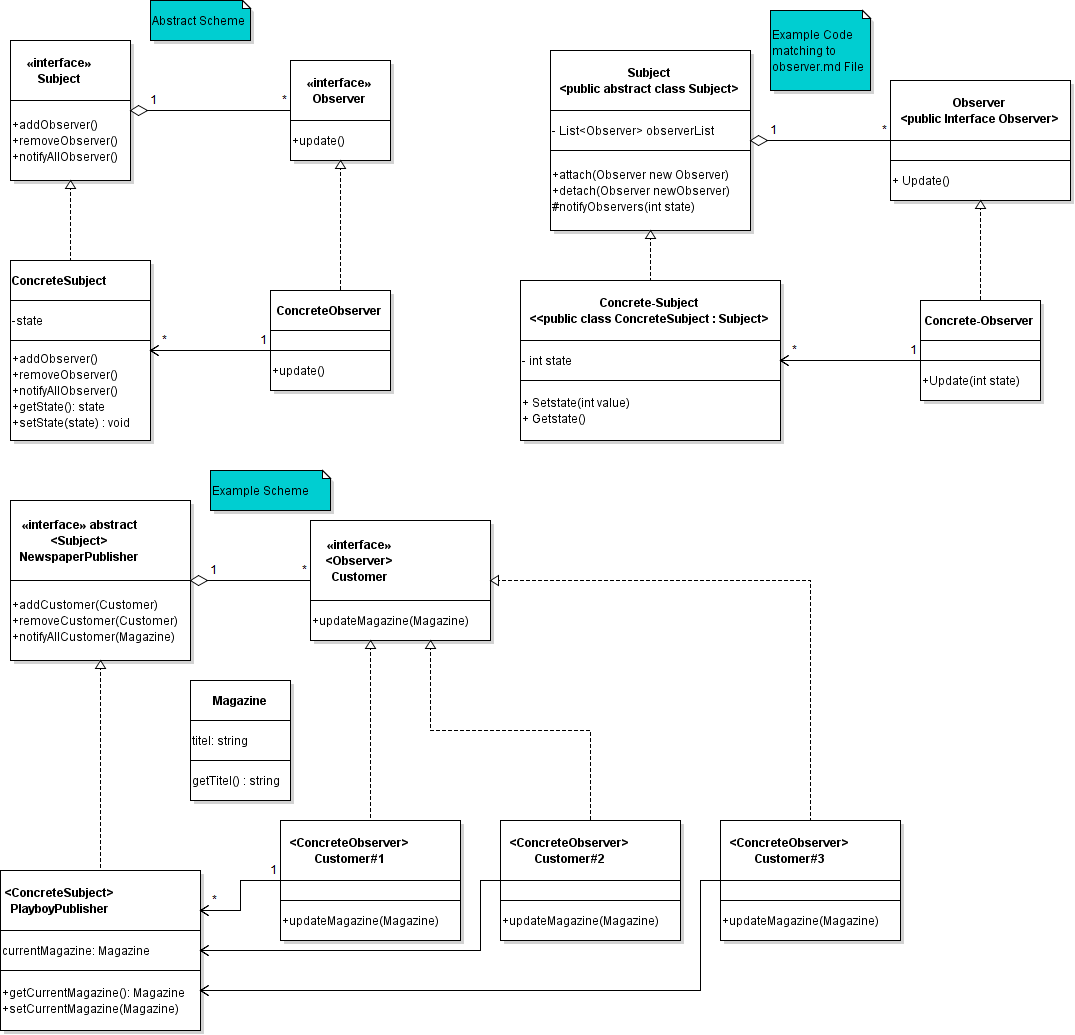 Abstract Scheme
«interface»
Subject
+addObserver()
+removeObserver()
+notifyAllObserver()
1
*
«interface»
Observer
+update()
ConcreteSubject
-state
+addObserver()
+removeObserver()
+notifyAllObserver()
+getState(): state
+setState(state) : void
*
1
ConcreteObserver
+update()
Example Code
matching to
observer.md File
Subject
<public abstract class Subject>
- List<Observer> observerList
+attach(Observer new Observer)
+detach(Observer newObserver)
#notifyObservers(int state)
1
*
Observer
<public Interface Observer>
+ Update()
Concrete-Subject
<<public class ConcreteSubject : Subject>
- int state
+ Setstate(int value)
+ Getstate()
*
1
Concrete-Observer
+Update(int state)
Example Scheme
«interface» abstract
<Subject>
NewspaperPublisher
+addCustomer(Customer)
+removeCustomer(Customer)
+notifyAllCustomer(Magazine)
1
*
«interface»
<Observer>
Customer
+updateMagazine(Magazine)
Magazine
titel: string
getTitel() : string
<ConcreteSubject>
PlayboyPublisher
currentMagazine: Magazine
+getCurrentMagazine(): Magazine
+setCurrentMagazine(Magazine)
*
1
<ConcreteObserver>
Customer#1
+updateMagazine(Magazine)
<ConcreteObserver>
Customer#2
+updateMagazine(Magazine)
<ConcreteObserver>
Customer#3
+updateMagazine(Magazine)